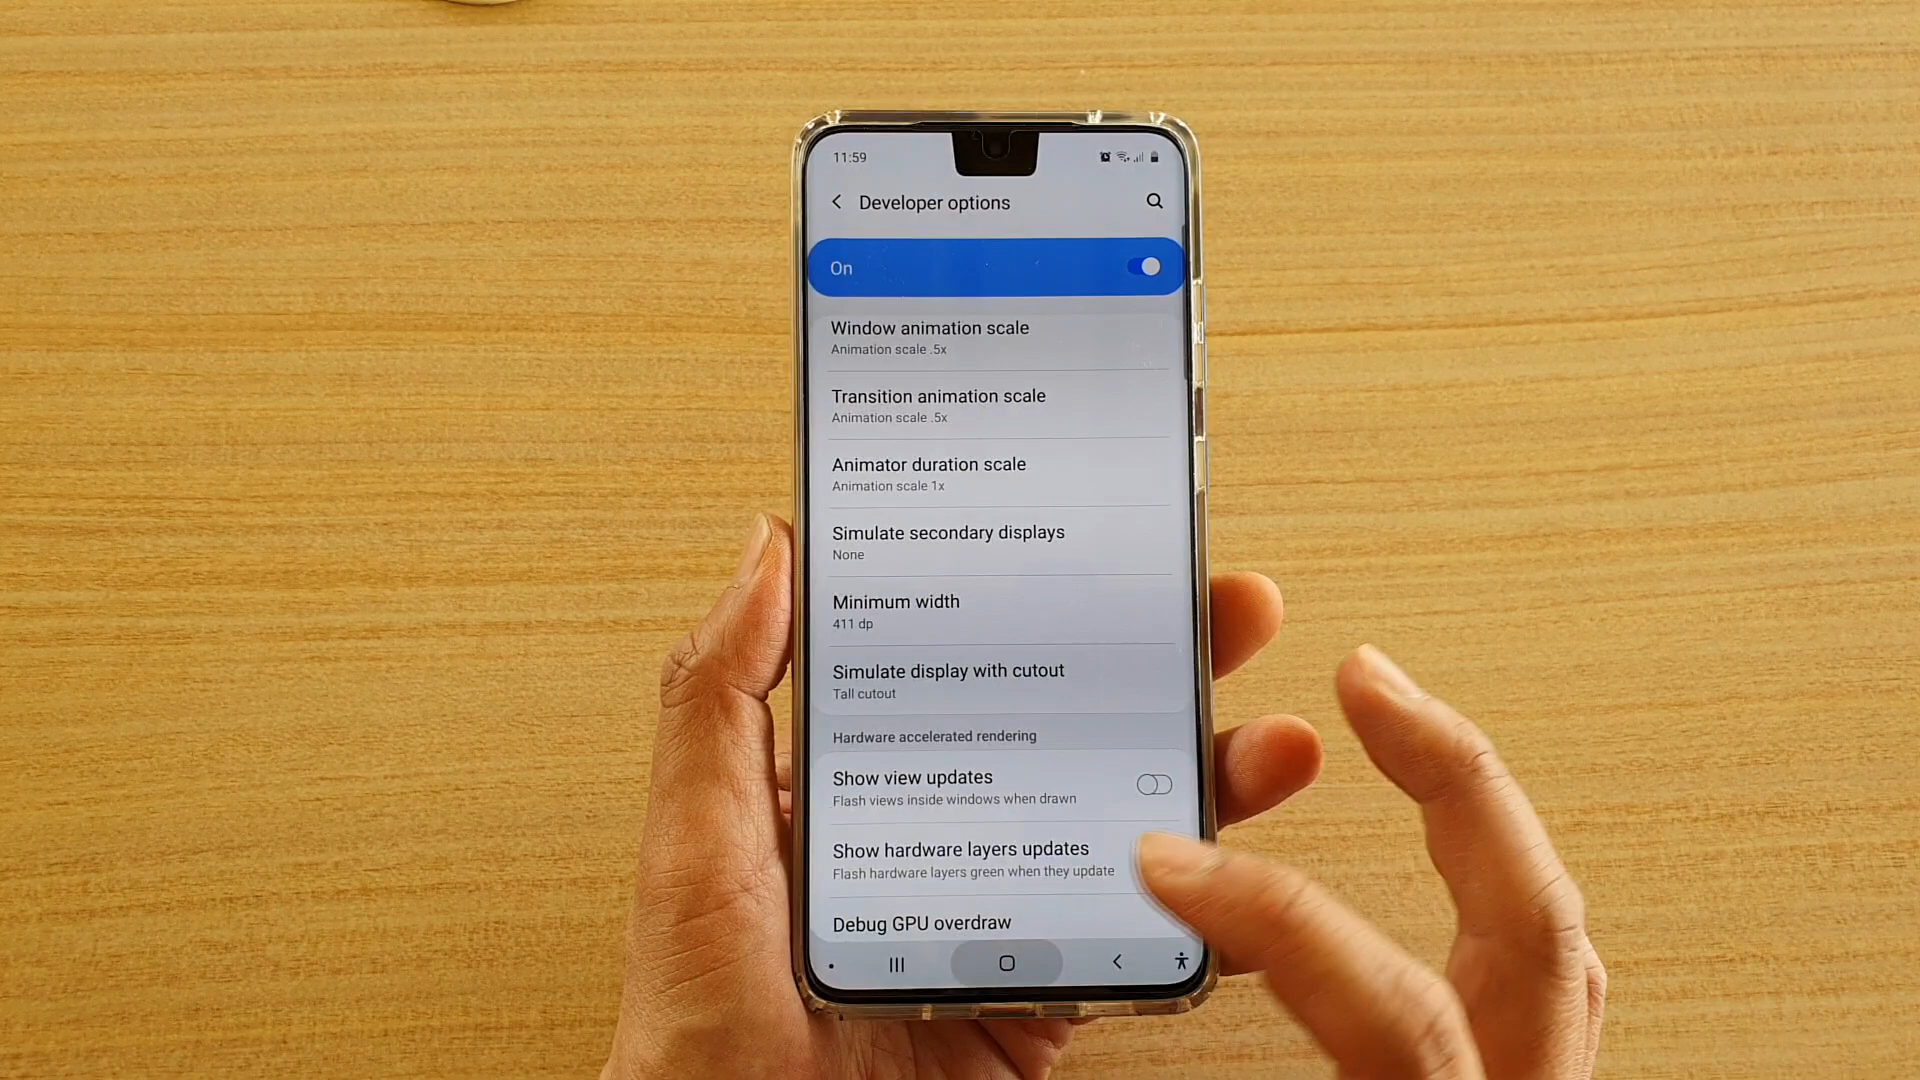 11:59
Developer options
On
Window animation scale
Animation scale .5x
Transition animation scale
Animation scale .5x
Animator duration scale
Animation scale 1x
Simulate secondary displays
None
Minimum width
411 dp
Simulate display with cutout
Tall cutout
Hardware accelerated rendering
Show view updates
Flash views inside windows when drawn
Show hardware layers updates
Flash hardware layers green when they update
Debug GPU overdraw